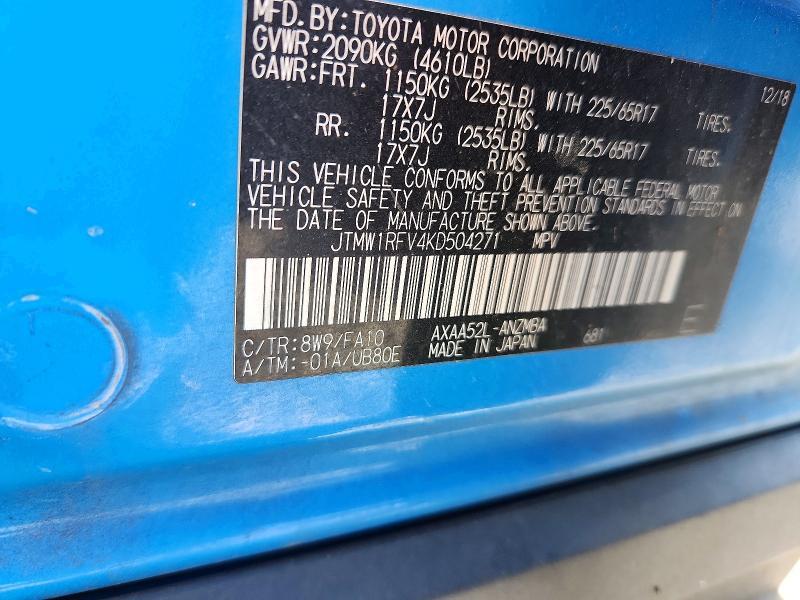 MFD.BY:TOYOTA MOTOR CORPORATION 12/18
GVWR:2090KG (4610LB)
GAWR:FRT. 1150KG (2535LB) WITH 225/65R17 TIRES.
17X7J RIMS.
RR. 1150KG (2535LB) WITH 225/65R17 TIRES.
17X7J RIMS.
THIS VEHICLE CONFORMS TO ALL APPLICABLE FEDERAL MOTOR
VEHICLE SAFETY AND THEFT PREVENTION STANDARDS IN EFFECT ON
THE DATE OF MANUFACTURE SHOWN ABOVE.
JTMW1RFV4KD504271 MPV
C/TR:8W9/FA10 AXAA52L-ANZMBA 681 E
A/TM:-01A/UB80E MADE IN JAPAN